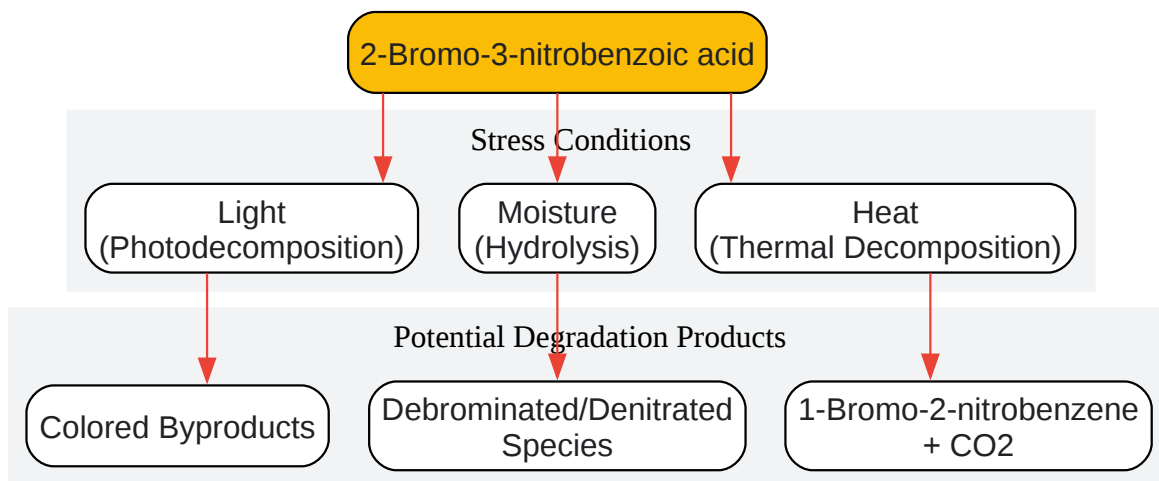 2-Bromo-3-nitrobenzoic acid
Stress Conditions
Light
(Photodecomposition)
Moisture
(Hydrolysis)
Heat
(Thermal Decomposition)
Potential Degradation Products
Colored Byproducts
Debrominated/Denitrated
Species
1-Bromo-2-nitrobenzene
+ CO2